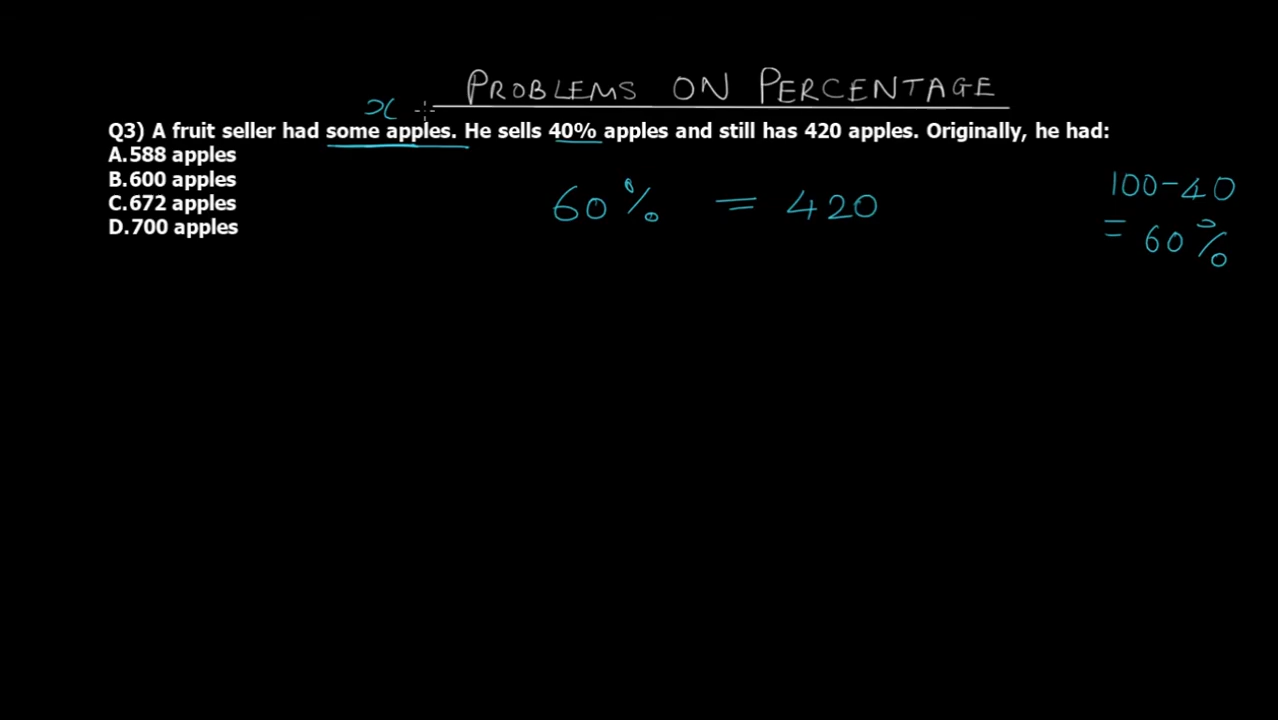 PROBLEMS ON PERCENTAGE
x
Q3) A fruit seller had some apples. He sells 40% apples and still has 420 apples. Originally, he had:
A.588 apples
B.600 apples
C.672 apples
D.700 apples
60% = 420
100-40
= 60%